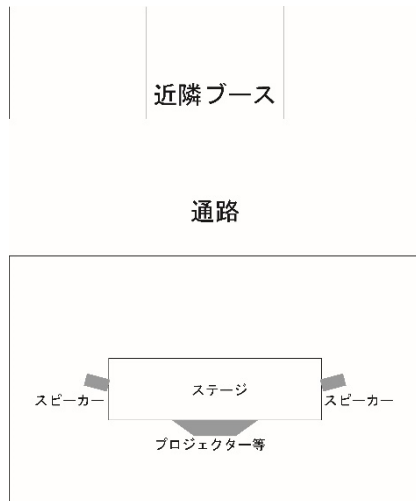 近隣ブース
通路
ステージ
スピーカー
スピーカー
プロジェクター等